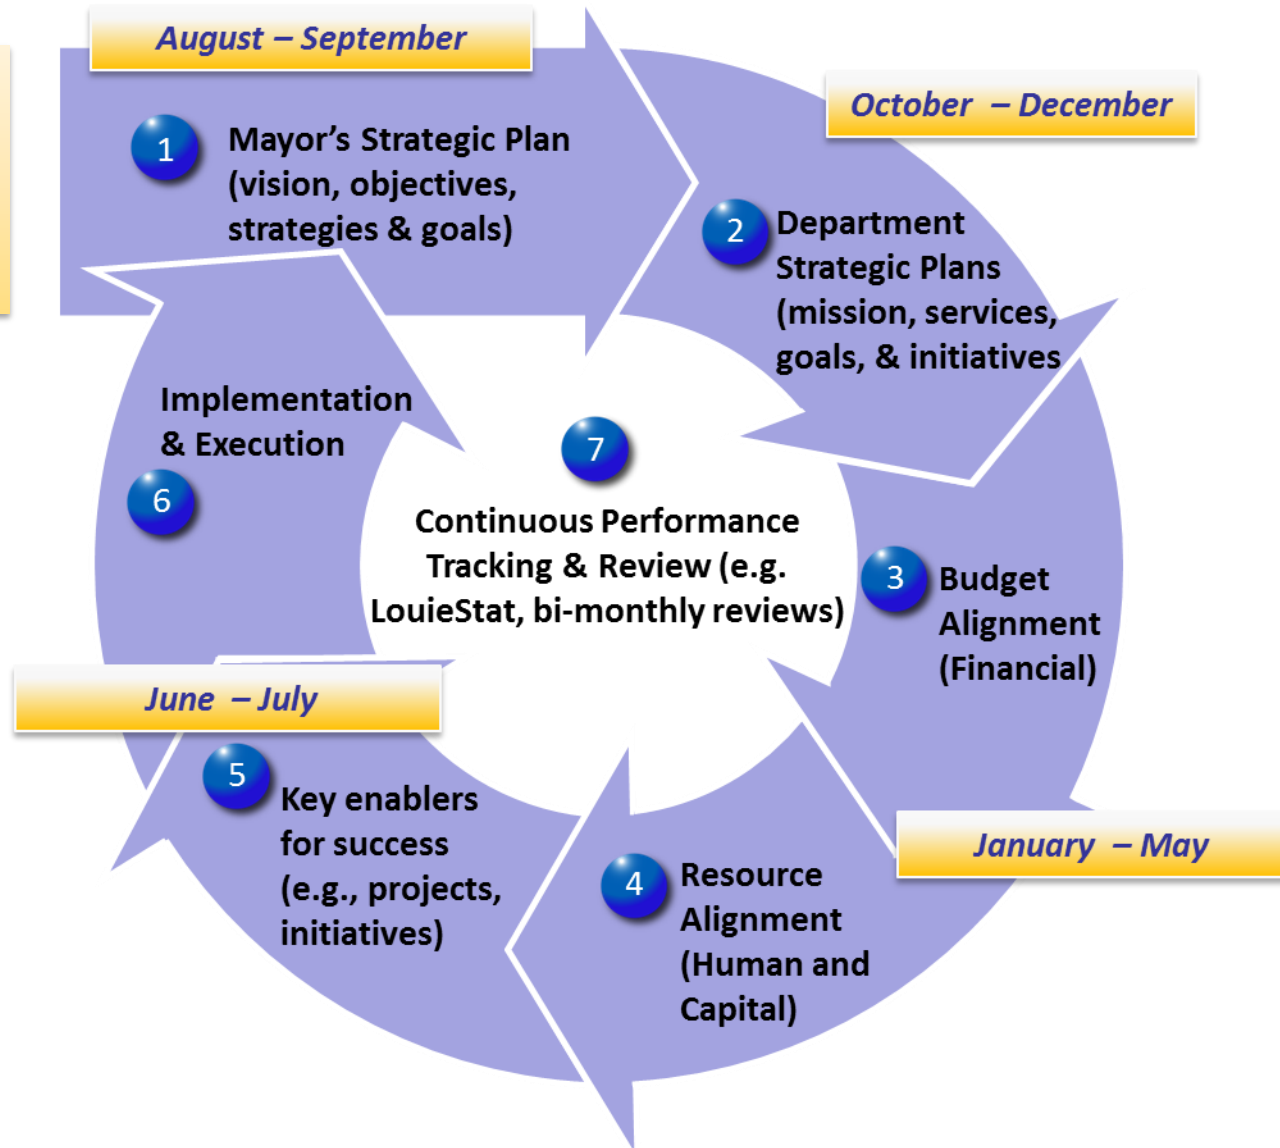 August – September
1
Mayor’s Strategic Plan
(vision, objectives,
strategies & goals)
October – December
2
Department
Strategic Plans
(mission, services,
goals, & initiatives
3
Budget
Alignment
(Financial)
January – May
4
Resource
Alignment
(Human and
Capital)
5
Key enablers
for success
(e.g., projects,
initiatives)
June – July
6
Implementation
& Execution
7
Continuous Performance
Tracking & Review (e.g.
LouieStat, bi-monthly reviews)